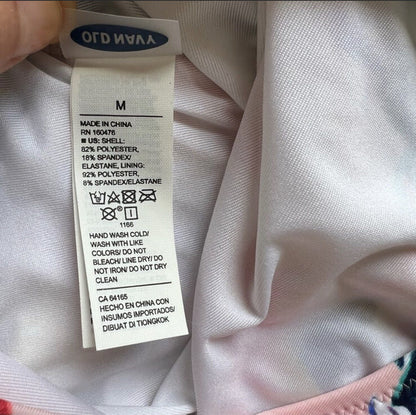 OLD NAVY
M
MADE IN CHINA
RN 160476
■ US: SHELL:
82% POLYESTER,
18% SPANDEX/
ELASTANE, LINING:
92% POLYESTER,
8% SPANDEX/ELASTANE
1166
HAND WASH COLD/
WASH WITH LIKE
COLORS/ DO NOT
BLEACH/ LINE DRY/ DO
NOT IRON/ DO NOT DRY
CLEAN
CA 64165
HECHO EN CHINA CON
INSUMOS IMPORTADOS/
DIBUAT DI TIONGKOK